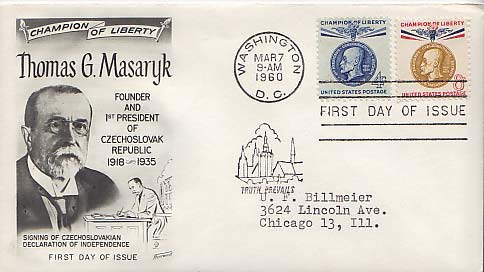 CHAMPION OF LIBERTY
Thomas G. Masaryk
FOUNDER
AND
1ST PRESIDENT
OF
CZECHOSLOVAK
REPUBLIC
1918 ~ 1935
SIGNING OF CZECHOSLOVAKIAN
DECLARATION OF INDEPENDENCE
FIRST DAY OF ISSUE
WASHINGTON
MAR 7
9-AM
1960
D. C.
CHAMPION OF LIBERTY
4¢
UNITED STATES POSTAGE
CHAMPION OF LIBERTY
8¢
UNITED STATES POSTAGE
FIRST DAY OF ISSUE
TRUTH PREVAILS
U. F. Billmeier
3624 Lincoln Ave.
Chicago 13, Ill.